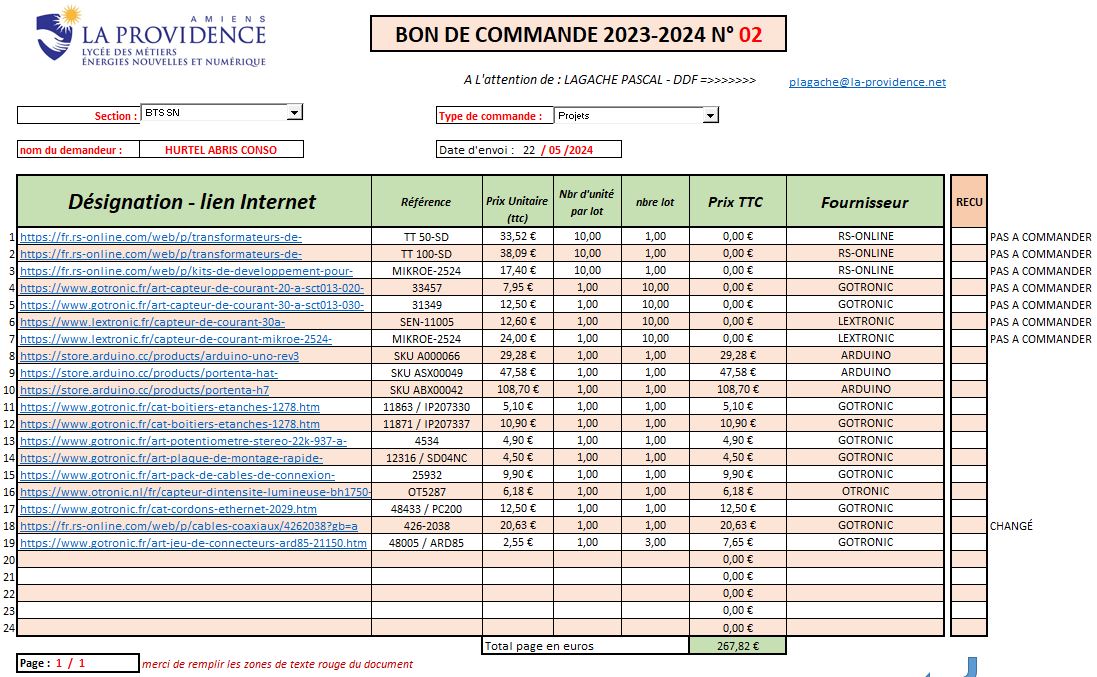 AMIENS
LA PROVIDENCE
LYCÉE DES MÉTIERS
ÉNERGIES NOUVELLES ET NUMÉRIQUE
BON DE COMMANDE 2023-2024 N° 02
A L'attention de : LAGACHE PASCAL - DDF =>>>>>>> plagache@la-providence.net
Section : BTS SN Type de commande : Projets
nom du demandeur : HURTEL ABRIS CONSO Date d'envoi : 22 / 05 /2024
Désignation - lien Internet Référence Prix Unitaire (ttc) Nbr d'unité par lot nbre lot Prix TTC Fournisseur RECU
1 https://fr.rs-online.com/web/p/transformateurs-de- TT 50-SD 33,52 € 10,00 1,00 0,00 € RS-ONLINE PAS A COMMANDER
2 https://fr.rs-online.com/web/p/transformateurs-de- TT 100-SD 38,09 € 10,00 1,00 0,00 € RS-ONLINE PAS A COMMANDER
3 https://fr.rs-online.com/web/p/kits-de-developpement-pour- MIKROE-2524 17,40 € 10,00 1,00 0,00 € RS-ONLINE PAS A COMMANDER
4 https://www.gotronic.fr/art-capteur-de-courant-20-a-sct013-020- 33457 7,95 € 1,00 10,00 0,00 € GOTRONIC PAS A COMMANDER
5 https://www.gotronic.fr/art-capteur-de-courant-30-a-sct013-030- 31349 12,50 € 1,00 10,00 0,00 € GOTRONIC PAS A COMMANDER
6 https://www.lextronic.fr/capteur-de-courant-30a- SEN-11005 12,60 € 1,00 10,00 0,00 € LEXTRONIC PAS A COMMANDER
7 https://www.lextronic.fr/capteur-de-courant-mikroe-2524- MIKROE-2524 24,00 € 1,00 10,00 0,00 € LEXTRONIC PAS A COMMANDER
8 https://store.arduino.cc/products/arduino-uno-rev3 SKU A000066 29,28 € 1,00 1,00 29,28 € ARDUINO
9 https://store.arduino.cc/products/portenta-hat- SKU ASX00049 47,58 € 1,00 1,00 47,58 € ARDUINO
10 https://store.arduino.cc/products/portenta-h7 SKU ABX00042 108,70 € 1,00 1,00 108,70 € ARDUINO
11 https://www.gotronic.fr/cat-boitiers-etanches-1278.htm 11863 / IP207330 5,10 € 1,00 1,00 5,10 € GOTRONIC
12 https://www.gotronic.fr/cat-boitiers-etanches-1278.htm 11871 / IP207337 10,90 € 1,00 1,00 10,90 € GOTRONIC
13 https://www.gotronic.fr/art-potentiometre-stereo-22k-937-a- 4534 4,90 € 1,00 1,00 4,90 € GOTRONIC
14 https://www.gotronic.fr/art-plaque-de-montage-rapide- 12316 / SD04NC 4,50 € 1,00 1,00 4,50 € GOTRONIC
15 https://www.gotronic.fr/art-pack-de-cables-de-connexion- 25932 9,90 € 1,00 1,00 9,90 € GOTRONIC
16 https://www.otronic.nl/fr/capteur-dintensite-lumineuse-bh1750- OT5287 6,18 € 1,00 1,00 6,18 € OTRONIC
17 https://www.gotronic.fr/cat-cordons-ethernet-2029.htm 48433 / PC200 12,50 € 1,00 1,00 12,50 € GOTRONIC
18 https://fr.rs-online.com/web/p/cables-coaxiaux/4262038?gb=a 426-2038 20,63 € 1,00 1,00 20,63 € GOTRONIC CHANGÉ
19 https://www.gotronic.fr/art-jeu-de-connecteurs-ard85-21150.htm 48005 / ARD85 2,55 € 1,00 3,00 7,65 € GOTRONIC
20 0,00 €
21 0,00 €
22 0,00 €
23 0,00 €
24 0,00 €
Total page en euros 267,82 €
Page : 1 / 1 merci de remplir les zones de texte rouge du document